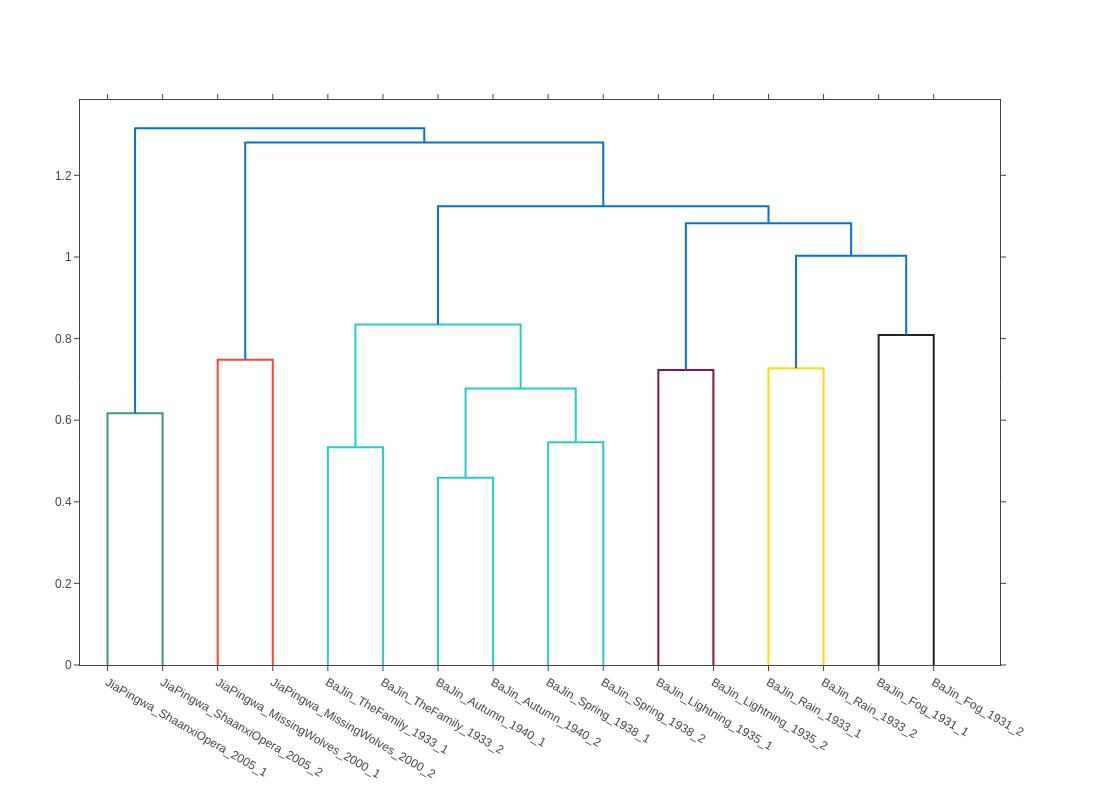 1.2
1
0.8
0.6
0.4
0.2
0
JiaPingwa_ShaanxiOpera_2005_1
JiaPingwa_ShaanxiOpera_2005_2
JiaPingwa_MissingWolves_2000_1
JiaPingwa_MissingWolves_2000_2
BaJin_TheFamily_1933_1
BaJin_TheFamily_1933_2
BaJin_Autumn_1940_1
BaJin_Autumn_1940_2
BaJin_Spring_1938_1
BaJin_Spring_1938_2
BaJin_Lightning_1935_1
BaJin_Lightning_1935_2
BaJin_Rain_1933_1
BaJin_Rain_1933_2
BaJin_Fog_1931_1
BaJin_Fog_1931_2